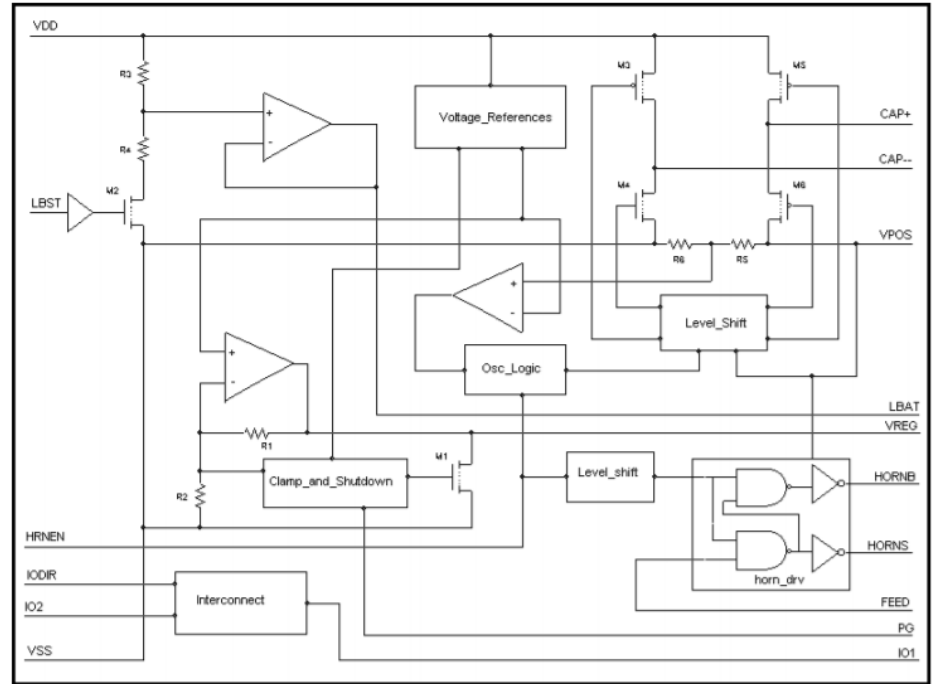 VDD
R3
M3
M5
Voltage_References
+
-
CAP+
R4
CAP--
M2
M4
M6
LBST
VPOS
R6
R5
+
-
Level_Shift
+
-
Osc_Logic
LBAT
VREG
R1
M1
Clamp_and_Shutdown
Level_shift
HORNB
R2
HRNEN
HORNS
horn_drv
IODIR
Interconnect
IO2
FEED
PG
VSS
IO1